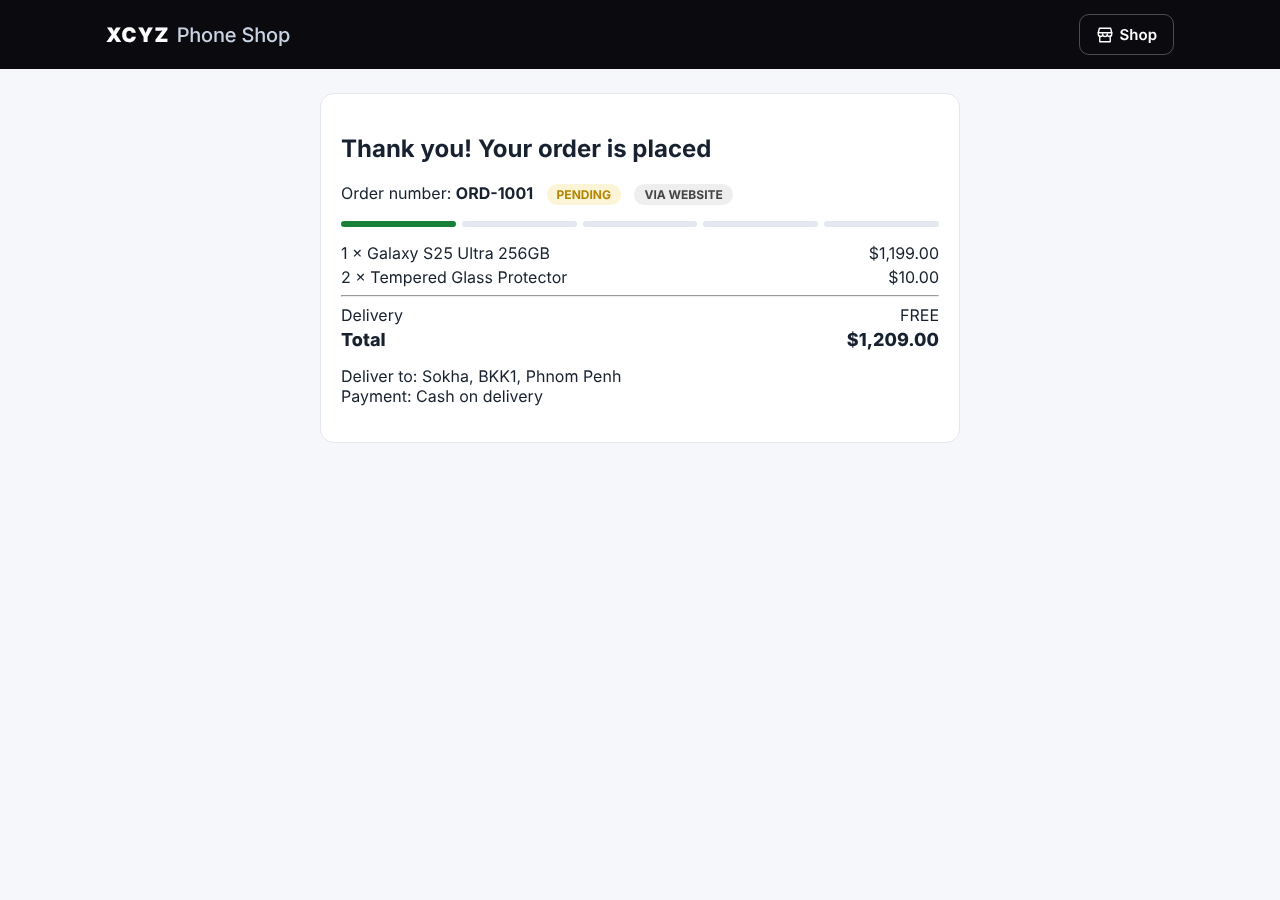 XCYZ Phone Shop
Shop
Thank you! Your order is placed
Order number: ORD-1001 PENDING VIA WEBSITE
1 × Galaxy S25 Ultra 256GB $1,199.00
2 × Tempered Glass Protector $10.00
Delivery FREE
Total $1,209.00
Deliver to: Sokha, BKK1, Phnom Penh
Payment: Cash on delivery